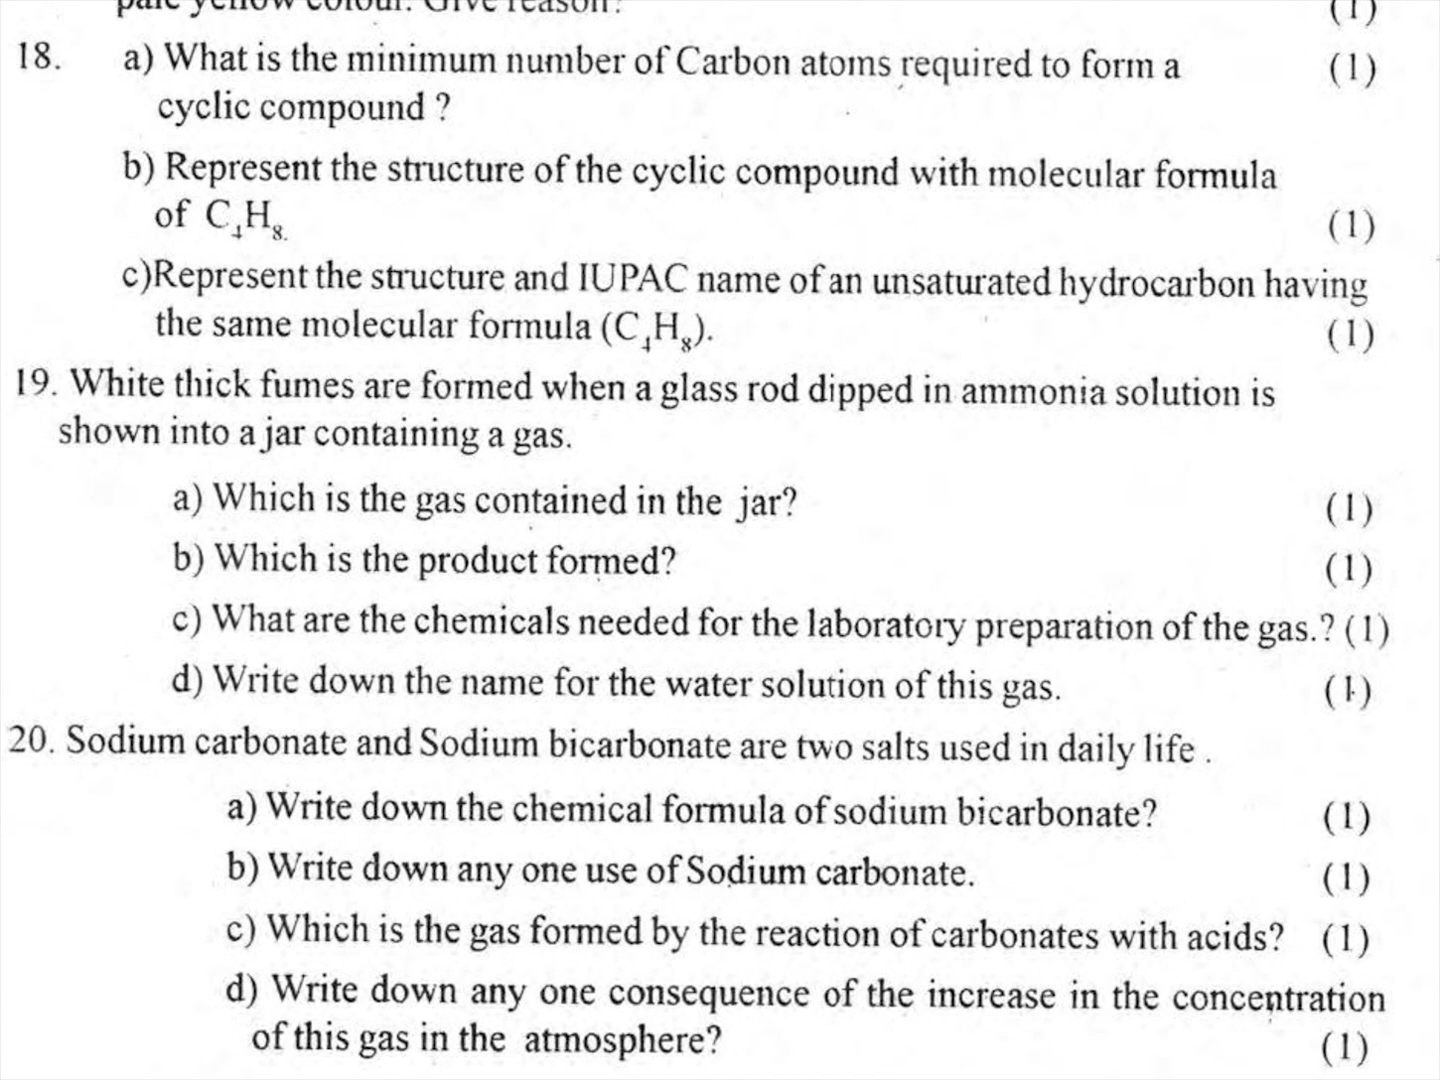 pale yellow colour. Give reason? (1)
18. a) What is the minimum number of Carbon atoms required to form a (1)
cyclic compound ?
b) Represent the structure of the cyclic compound with molecular formula
of C₄H₈. (1)
c)Represent the structure and IUPAC name of an unsaturated hydrocarbon having
the same molecular formula (C₄H₈). (1)
19. White thick fumes are formed when a glass rod dipped in ammonia solution is
shown into a jar containing a gas.
a) Which is the gas contained in the jar? (1)
b) Which is the product formed? (1)
c) What are the chemicals needed for the laboratory preparation of the gas.? (1)
d) Write down the name for the water solution of this gas. (1)
20. Sodium carbonate and Sodium bicarbonate are two salts used in daily life .
a) Write down the chemical formula of sodium bicarbonate? (1)
b) Write down any one use of Sodium carbonate. (1)
c) Which is the gas formed by the reaction of carbonates with acids? (1)
d) Write down any one consequence of the increase in the concentration
of this gas in the atmosphere? (1)